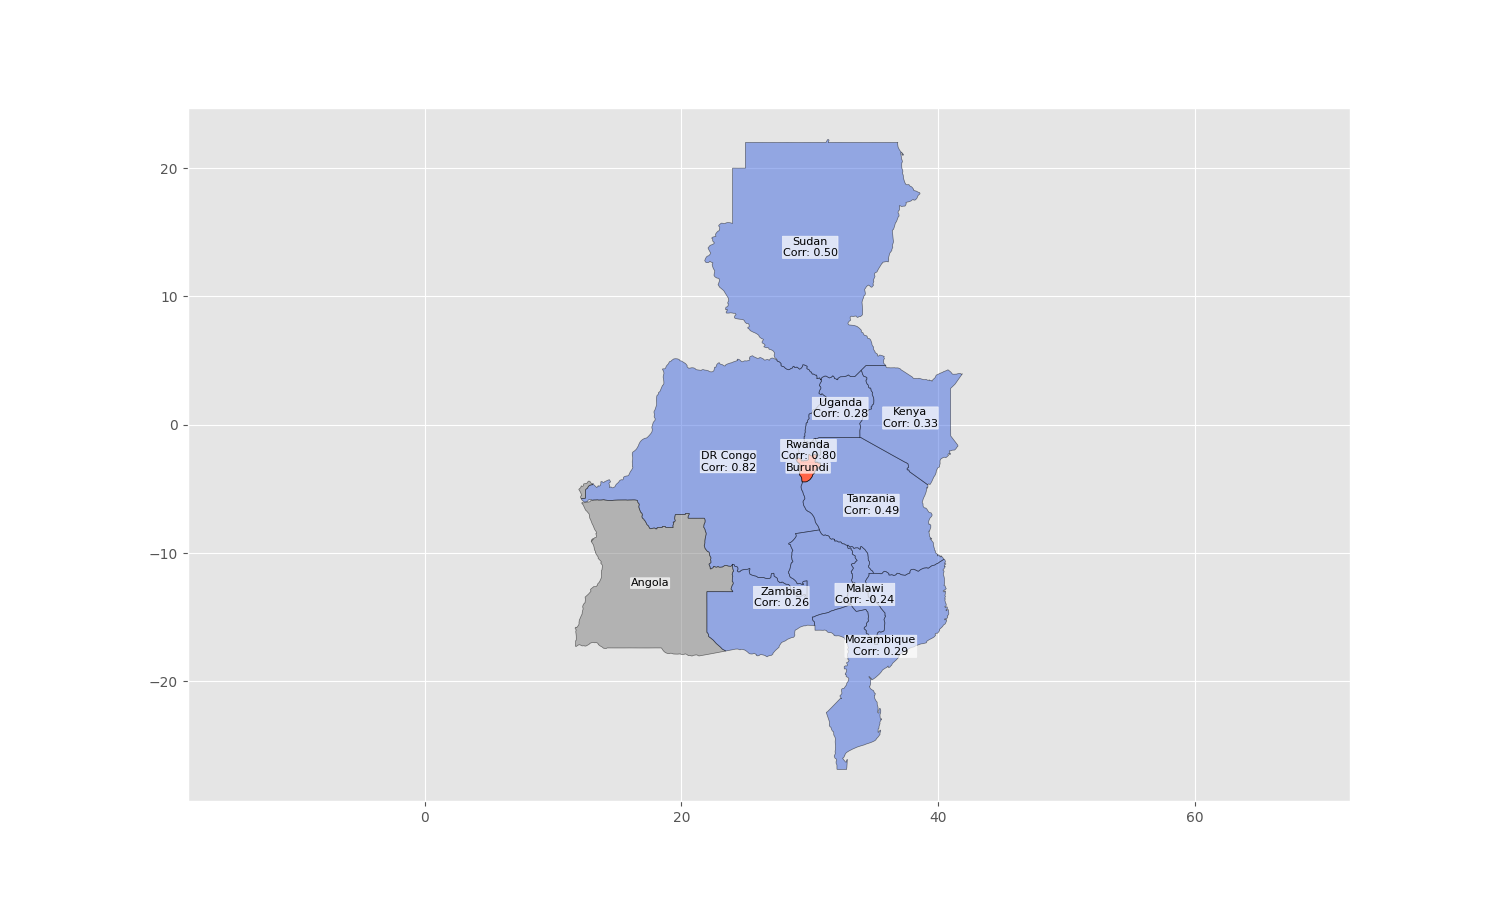 20
10
0
−10
−20
Sudan
Corr: 0.50
Uganda
Corr: 0.28
Kenya
Corr: 0.33
Rwanda
Corr: 0.80
Burundi
DR Congo
Corr: 0.82
Tanzania
Corr: 0.49
Angola
Zambia
Corr: 0.26
Malawi
Corr: -0.24
Mozambique
Corr: 0.29
0
20
40
60